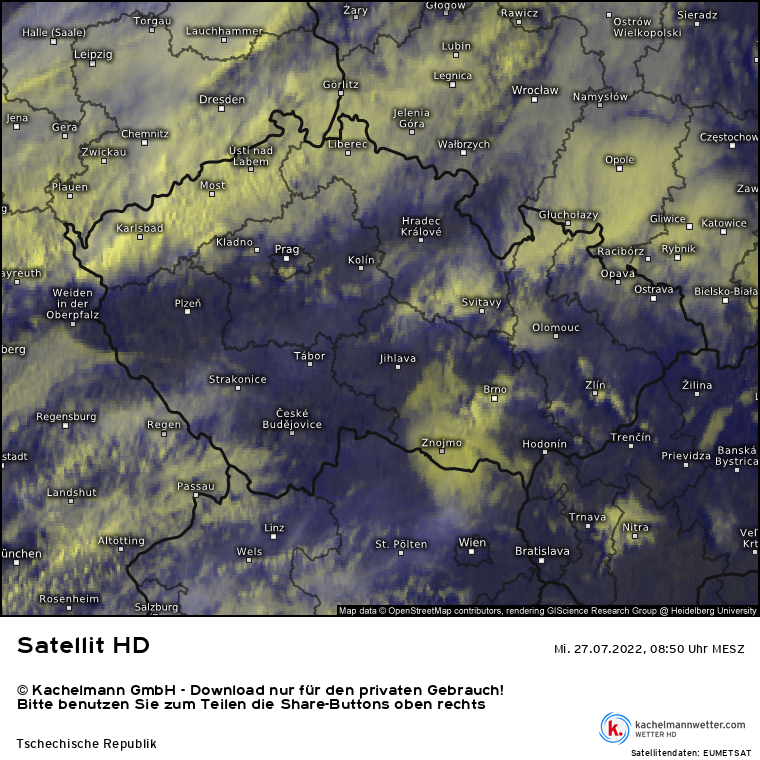 Żary
Głogów
Rawicz
Ostrów
Wielkopolski
Sieradz
Torgau
Halle (Saale)
Lauchhammer
Leipzig
Lubin
Legnica
Görlitz
Wrocław
Namysłów
Dresden
Jelenia
Góra
Jena
Gera
Chemnitz
Częstochow
Zwickau
Ústí nad
Labem
Liberec
Wałbrzych
Opole
Plauen
Most
Zaw
Głuchołazy
Gliwice
Katowice
Karlsbad
Hradec
Králové
Kladno
Prag
Kolín
Racibórz
Rybnik
ayreuth
Opava
Weiden
in der
Oberpfalz
Plzeň
Svitavy
Ostrava
Bielsko-Biała
Olomouc
berg
Tábor
Jihlava
Strakonice
Brno
Zlín
Žilina
Regensburg
Regen
České
Budějovice
Znojmo
Hodonín
Trenčín
Prievidza
Banská
Bystrica
stadt
Landshut
Passau
Altötting
Linz
Wels
St. Pölten
Wien
Bratislava
Trnava
Nitra
Veľ
Krt
ünchen
Rosenheim
Salzburg
Map data © OpenStreetMap contributors, rendering GIScience Research Group @ Heidelberg University
Satellit HD
Mi. 27.07.2022, 08:50 Uhr MESZ
© Kachelmann GmbH - Download nur für den privaten Gebrauch!
Bitte benutzen Sie zum Teilen die Share-Buttons oben rechts
k.
kachelmannwetter.com
WETTER HD
Tschechische Republik
Satellitendaten: EUMETSAT